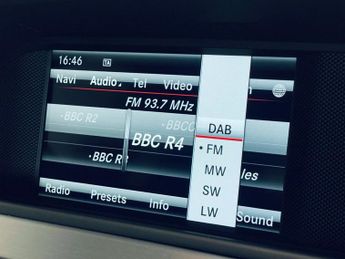 16:46 TA
Navi Audio Tel Video
FM 93.7 MHz
BBC R2
BBC R4
BBC R
DAB
• FM
MW
SW
LW
Radio Presets Info Sound